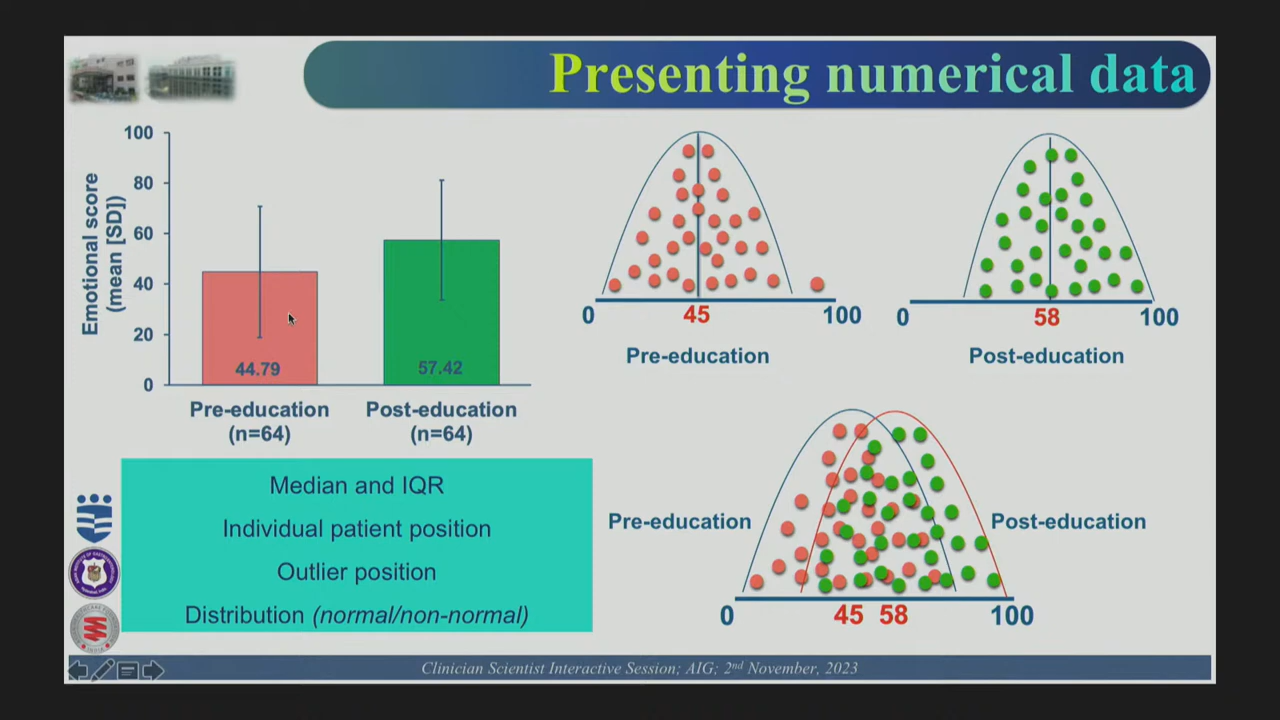 Presenting numerical data
100
80
60
40
20
0
Emotional score
(mean [SD])
44.79
57.42
Pre-education
(n=64)
Post-education
(n=64)
0
45
100
Pre-education
0
58
100
Post-education
Median and IQR
Individual patient position
Outlier position
Distribution (normal/non-normal)
Pre-education
Post-education
0
45
58
100
Clinician Scientist Interactive Session; AIG; 2nd November, 2023